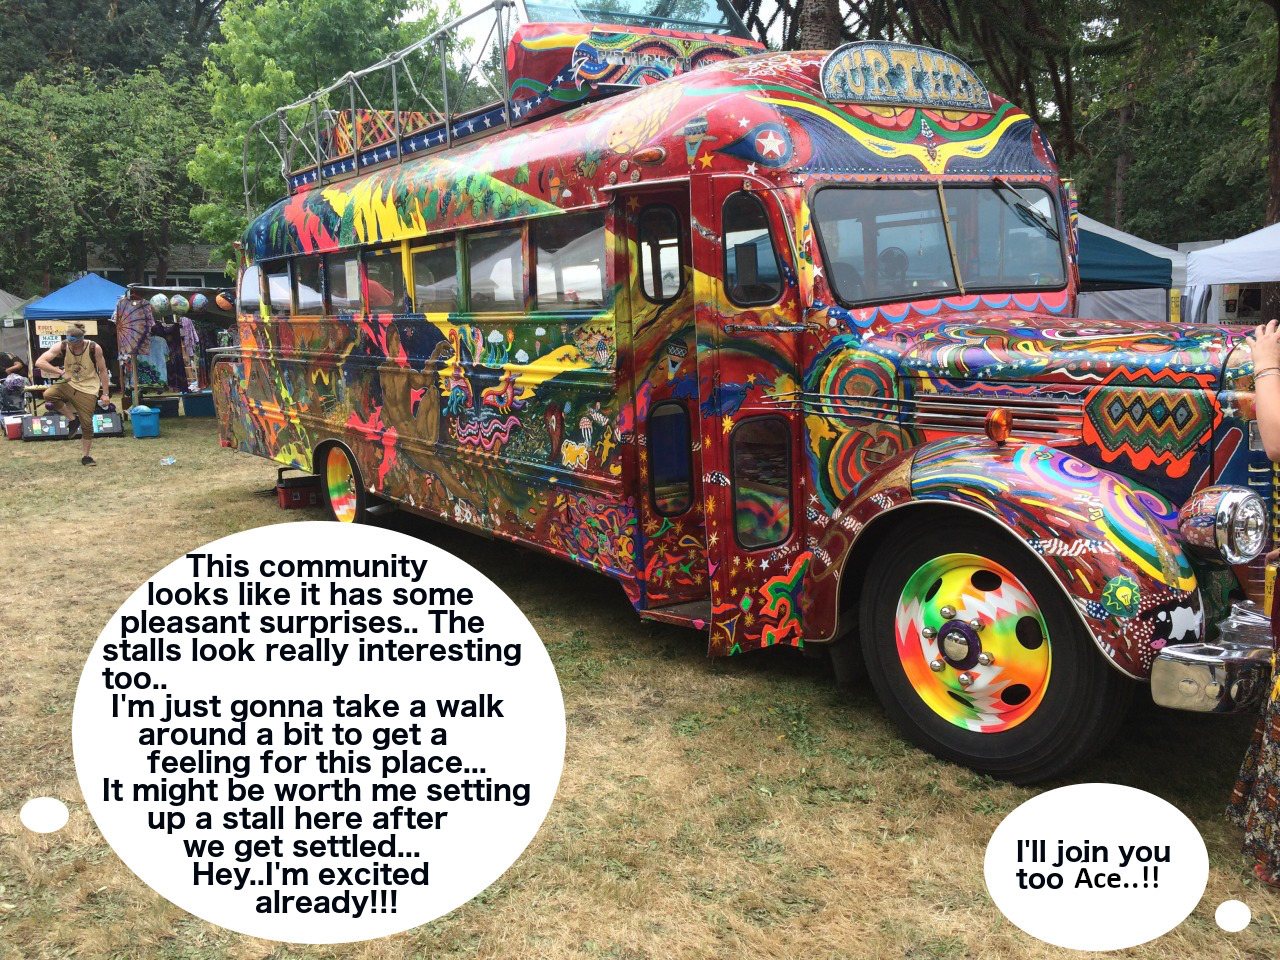 FURTHER
This community
looks like it has some
pleasant surprises.. The
stalls look really interesting
too..
I'm just gonna take a walk
around a bit to get a
feeling for this place...
It might be worth me setting
up a stall here after
we get settled...
Hey..I'm excited
already!!!
I'll join you
too Ace..!!